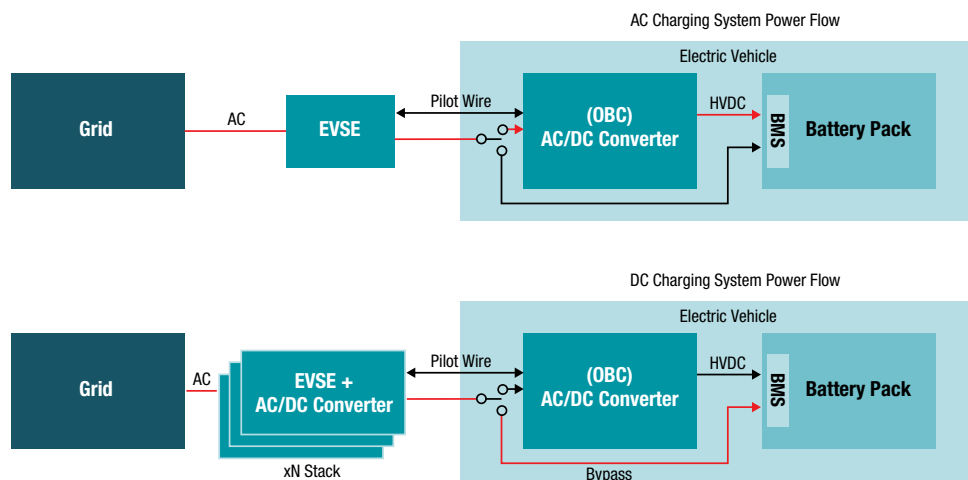 AC Charging System Power Flow
Electric Vehicle
Grid
AC
EVSE
Pilot Wire
(OBC)
AC/DC Converter
HVDC
BMS
Battery Pack
DC Charging System Power Flow
Electric Vehicle
Grid
AC
EVSE +
AC/DC Converter
xN Stack
Pilot Wire
(OBC)
AC/DC Converter
HVDC
BMS
Battery Pack
Bypass